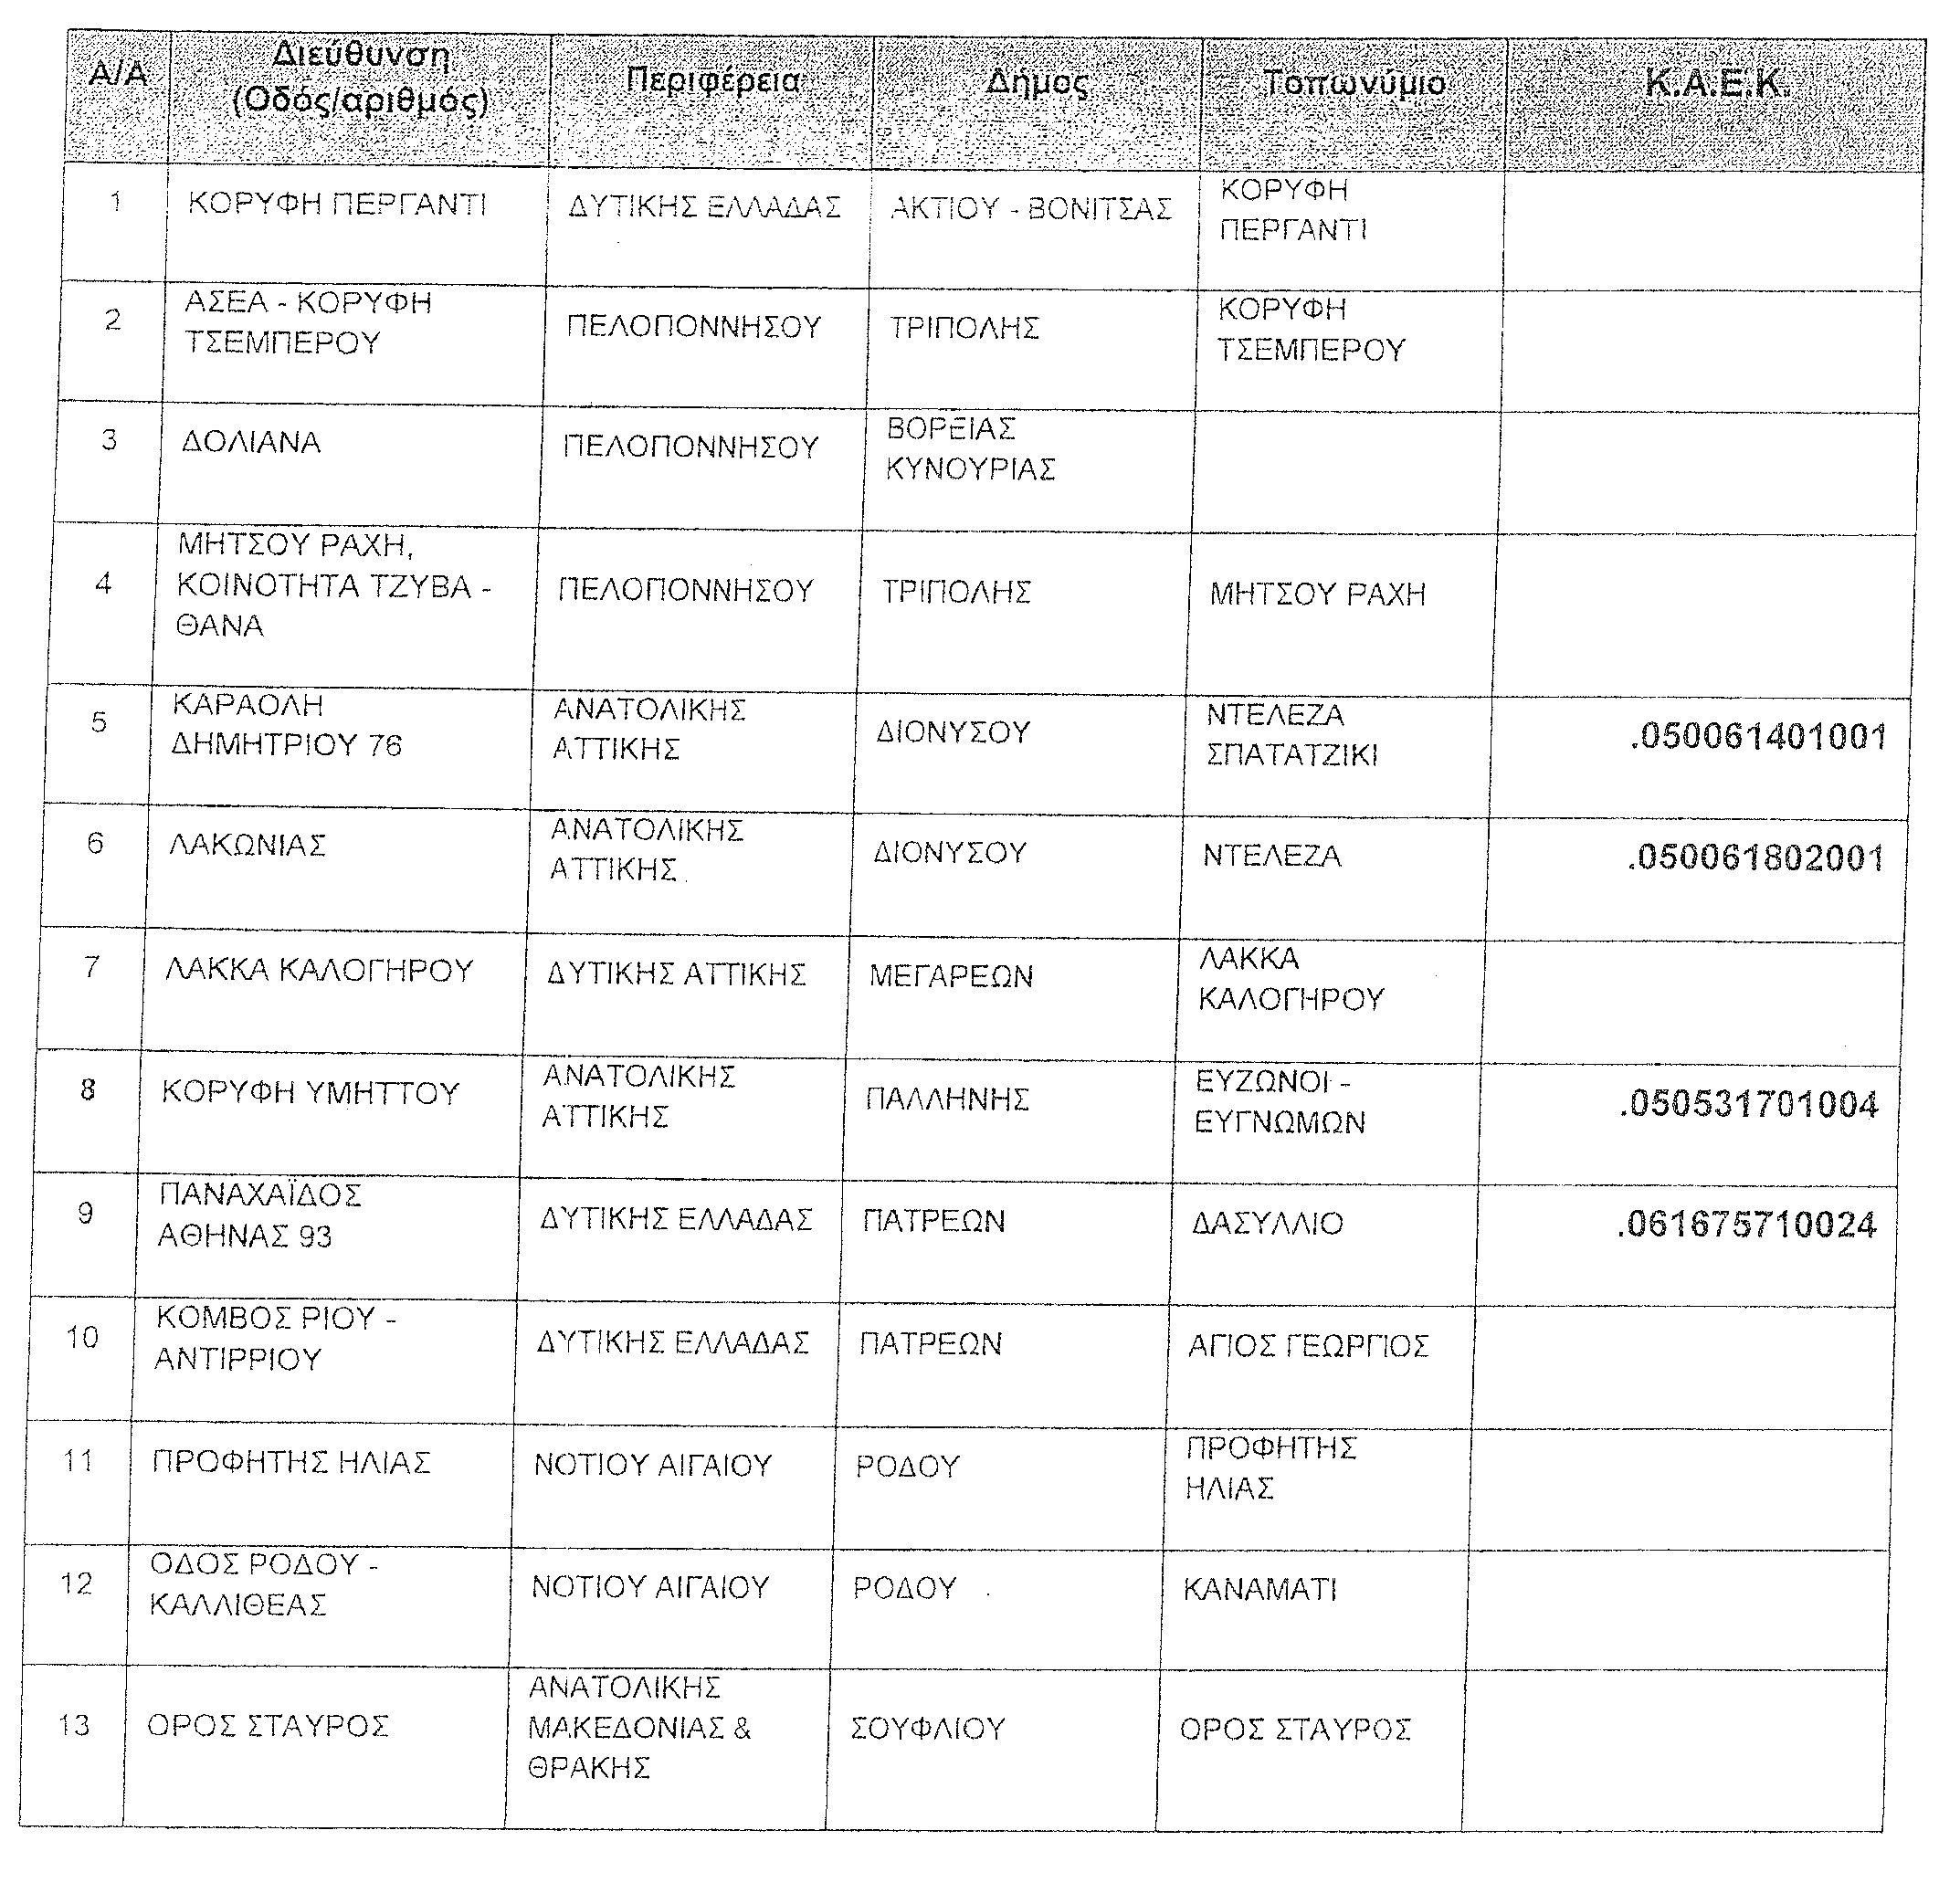 Α/Α
Διεύθυνση
(Οδός/αριθμός)
Περιφέρεια
Δήμος
Τοπωνύμιο
Κ.Α.Ε.Κ.
1
ΚΟΡΥΦΗ ΠΕΡΓΑΝΤΙ
ΔΥΤΙΚΗΣ ΕΛΛΑΔΑΣ
ΑΚΤΙΟΥ - ΒΟΝΙΤΣΑΣ
ΚΟΡΥΦΗ
ΠΕΡΓΑΝΤΙ
2
ΑΣΕΑ - ΚΟΡΥΦΗ
ΤΣΕΜΠΕΡΟΥ
ΠΕΛΟΠΟΝΝΗΣΟΥ
ΤΡΙΠΟΛΗΣ
ΚΟΡΥΦΗ
ΤΣΕΜΠΕΡΟΥ
3
ΔΟΛΙΑΝΑ
ΠΕΛΟΠΟΝΝΗΣΟΥ
ΒΟΡΕΙΑΣ
ΚΥΝΟΥΡΙΑΣ
4
ΜΗΤΣΟΥ ΡΑΧΗ,
ΚΟΙΝΟΤΗΤΑ ΤΖΥΒΑ -
ΘΑΝΑ
ΠΕΛΟΠΟΝΝΗΣΟΥ
ΤΡΙΠΟΛΗΣ
ΜΗΤΣΟΥ ΡΑΧΗ
5
ΚΑΡΑΟΛΗ
ΔΗΜΗΤΡΙΟΥ 76
ΑΝΑΤΟΛΙΚΗΣ
ΑΤΤΙΚΗΣ
ΔΙΟΝΥΣΟΥ
ΝΤΕΛΕΖΑ
ΣΠΑΤΑΤΖΙΚΙ
.050061401001
6
ΛΑΚΩΝΙΑΣ
ΑΝΑΤΟΛΙΚΗΣ
ΑΤΤΙΚΗΣ
ΔΙΟΝΥΣΟΥ
ΝΤΕΛΕΖΑ
.050061802001
7
ΛΑΚΚΑ ΚΑΛΟΓΗΡΟΥ
ΔΥΤΙΚΗΣ ΑΤΤΙΚΗΣ
ΜΕΓΑΡΕΩΝ
ΛΑΚΚΑ
ΚΑΛΟΓΗΡΟΥ
8
ΚΟΡΥΦΗ ΥΜΗΤΤΟΥ
ΑΝΑΤΟΛΙΚΗΣ
ΑΤΤΙΚΗΣ
ΠΑΛΛΗΝΗΣ
ΕΥΖΩΝΟΙ -
ΕΥΓΝΩΜΩΝ
.050531701004
9
ΠΑΝΑΧΑΪΔΟΣ
ΑΘΗΝΑΣ 93
ΔΥΤΙΚΗΣ ΕΛΛΑΔΑΣ
ΠΑΤΡΕΩΝ
ΔΑΣΥΛΛΙΟ
.061675710024
10
ΚΟΜΒΟΣ ΡΙΟΥ -
ΑΝΤΙΡΡΙΟΥ
ΔΥΤΙΚΗΣ ΕΛΛΑΔΑΣ
ΠΑΤΡΕΩΝ
ΑΓΙΟΣ ΓΕΩΡΓΙΟΣ
11
ΠΡΟΦΗΤΗΣ ΗΛΙΑΣ
ΝΟΤΙΟΥ ΑΙΓΑΙΟΥ
ΡΟΔΟΥ
ΠΡΟΦΗΤΗΣ
ΗΛΙΑΣ
12
ΟΔΟΣ ΡΟΔΟΥ -
ΚΑΛΛΙΘΕΑΣ
ΝΟΤΙΟΥ ΑΙΓΑΙΟΥ
ΡΟΔΟΥ
ΚΑΝΑΜΑΤΙ
13
ΟΡΟΣ ΣΤΑΥΡΟΣ
ΑΝΑΤΟΛΙΚΗΣ
ΜΑΚΕΔΟΝΙΑΣ &
ΘΡΑΚΗΣ
ΣΟΥΦΛΙΟΥ
ΟΡΟΣ ΣΤΑΥΡΟΣ